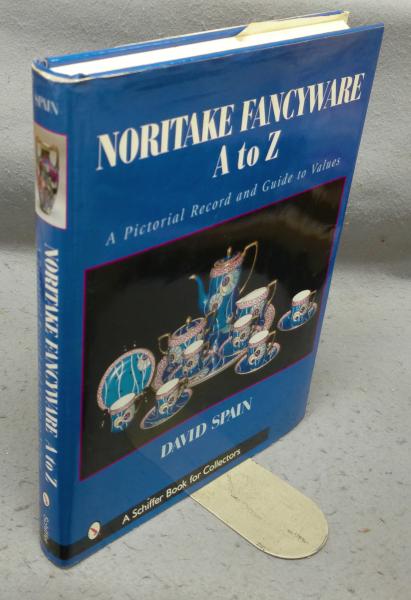 SPAIN
NORITAKE FANCYWARE A to Z
Schiffer
NORITAKE FANCYWARE
A to Z
A Pictorial Record and Guide to Values
DAVID SPAIN
A Schiffer Book for Collectors